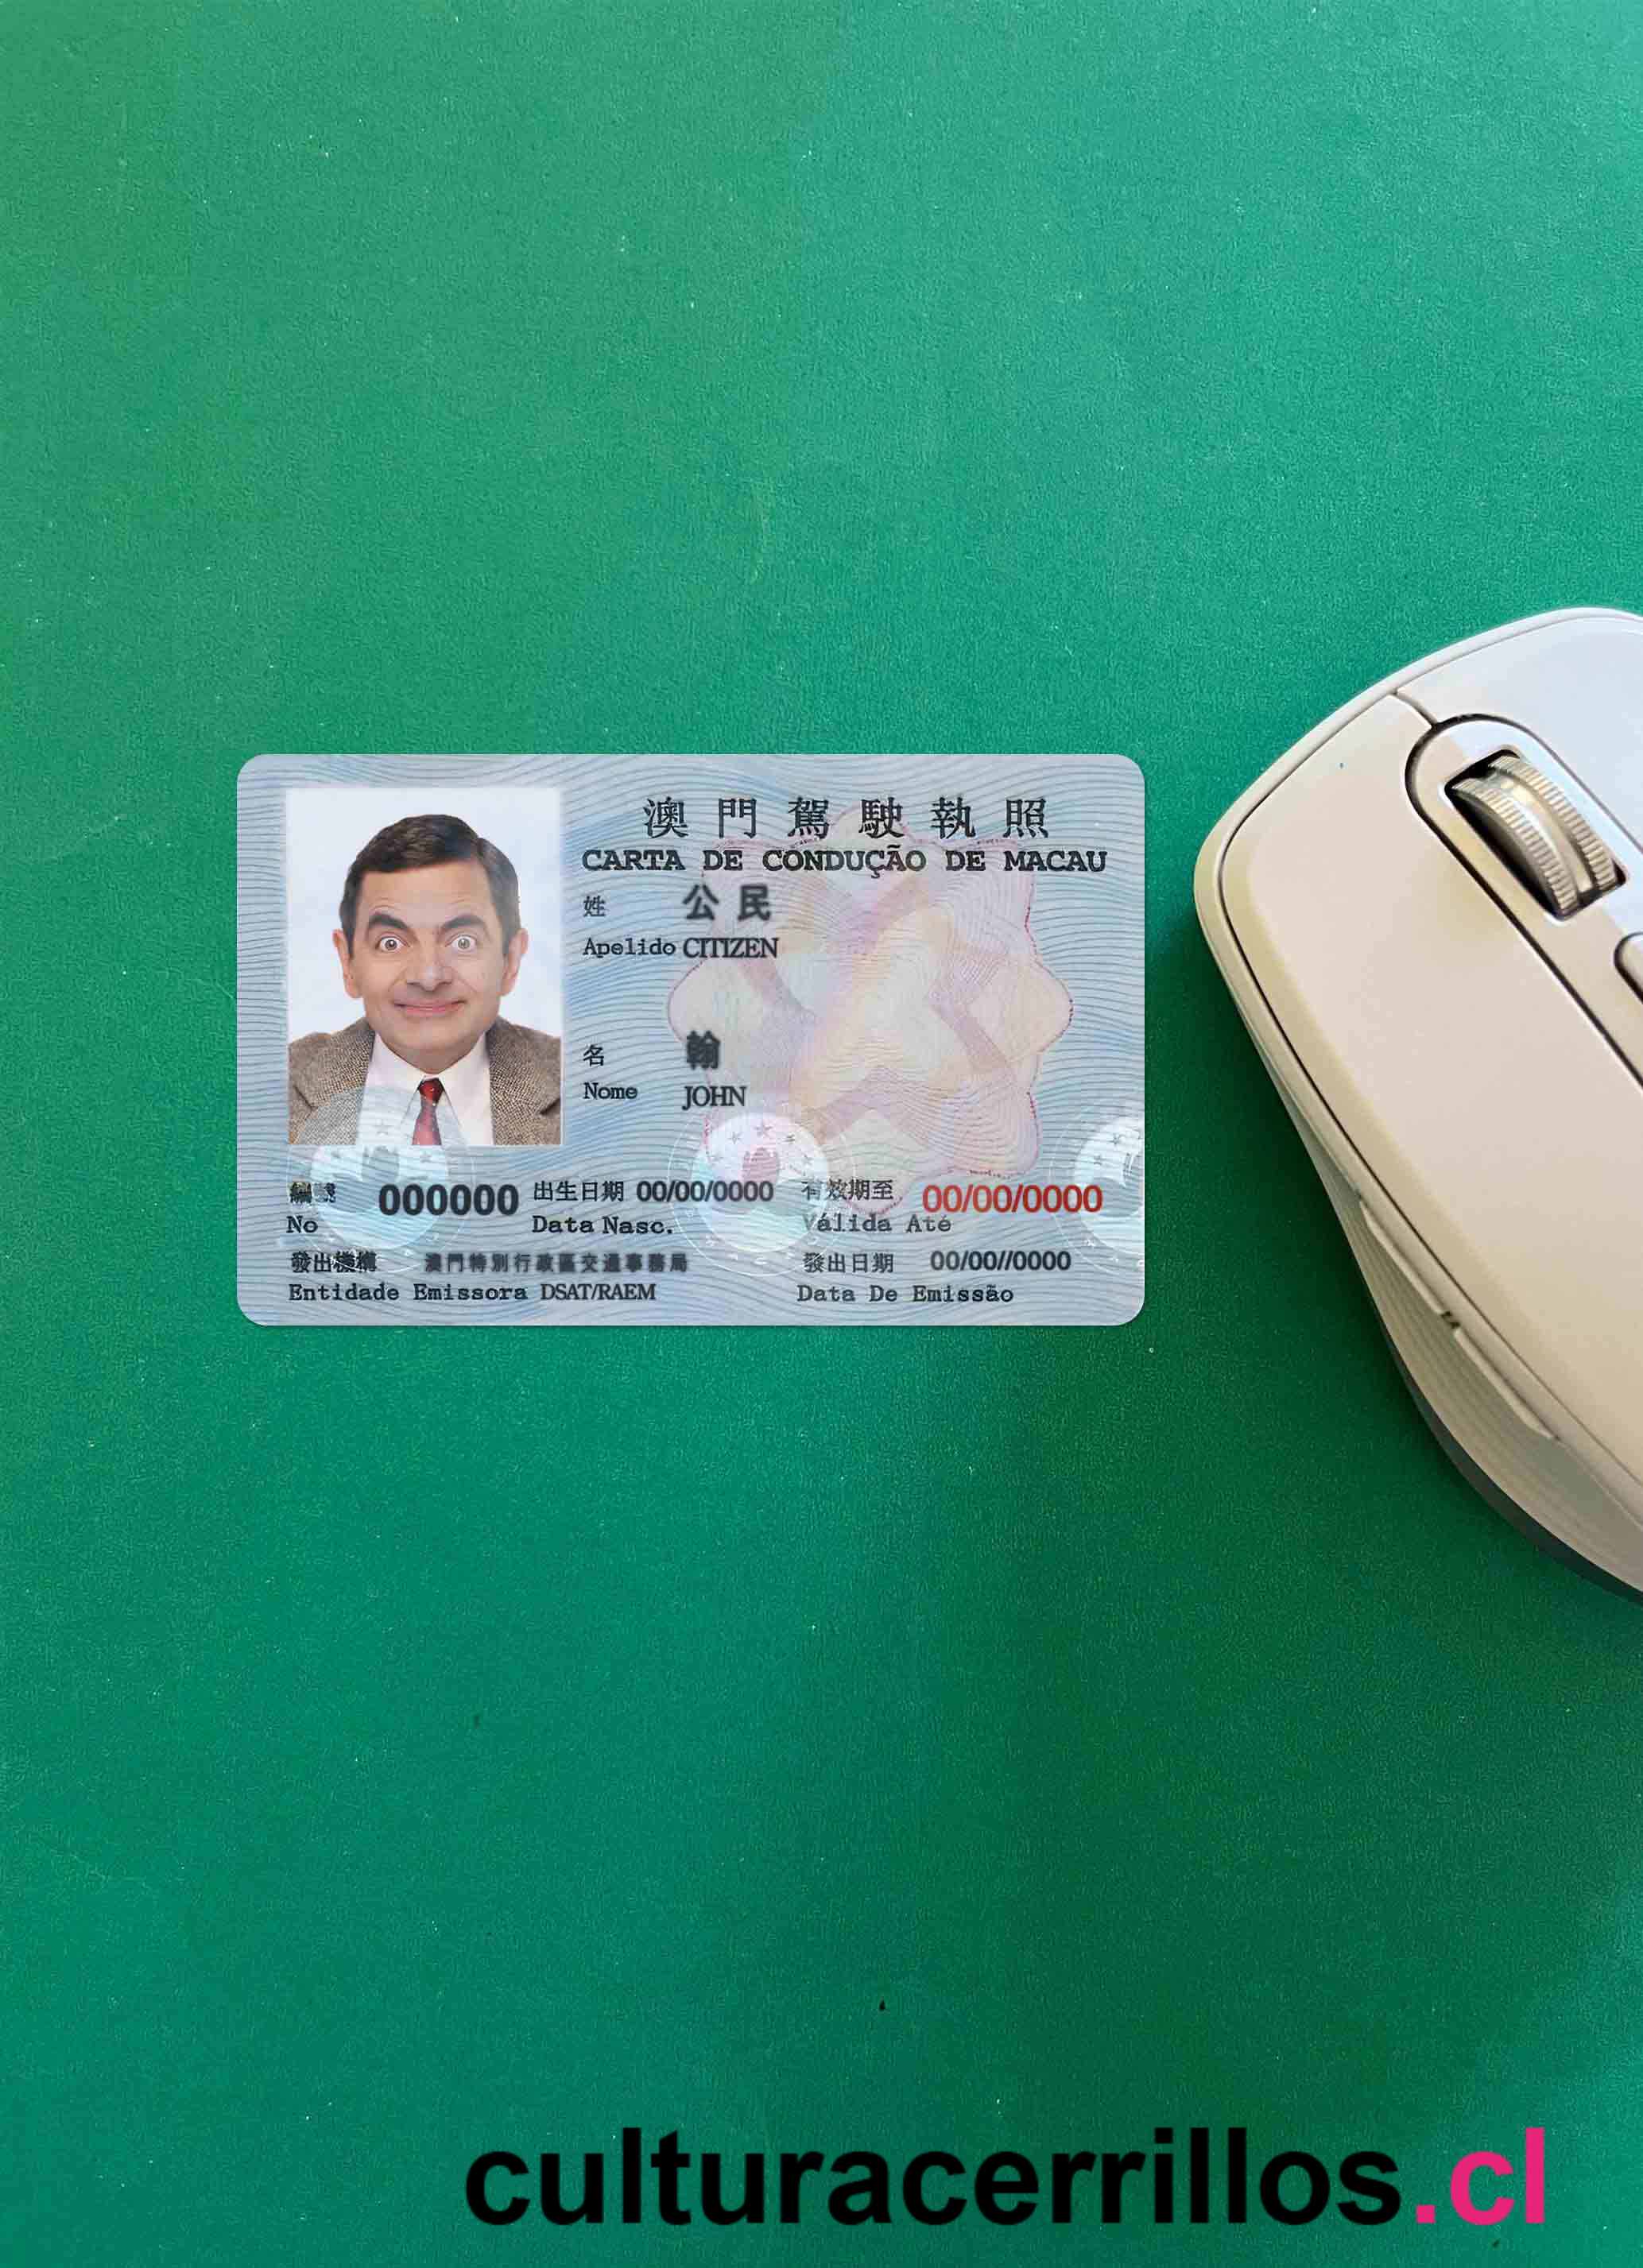 澳門駕駛執照
CARTA DE CONDUÇÃO DE MACAU
姓 公民
Apelido CITIZEN
名 翰
Nome JOHN
000000 出生日期 00/00/0000 有效期至 00/00/0000
No Data Nasc. Válida Até
發出機構 澳門特別行政區交通事務局 發出日期 00/00//0000
Entidade Emissora DSAT/RAEM Data De Emissão
culturacerrillos.cl